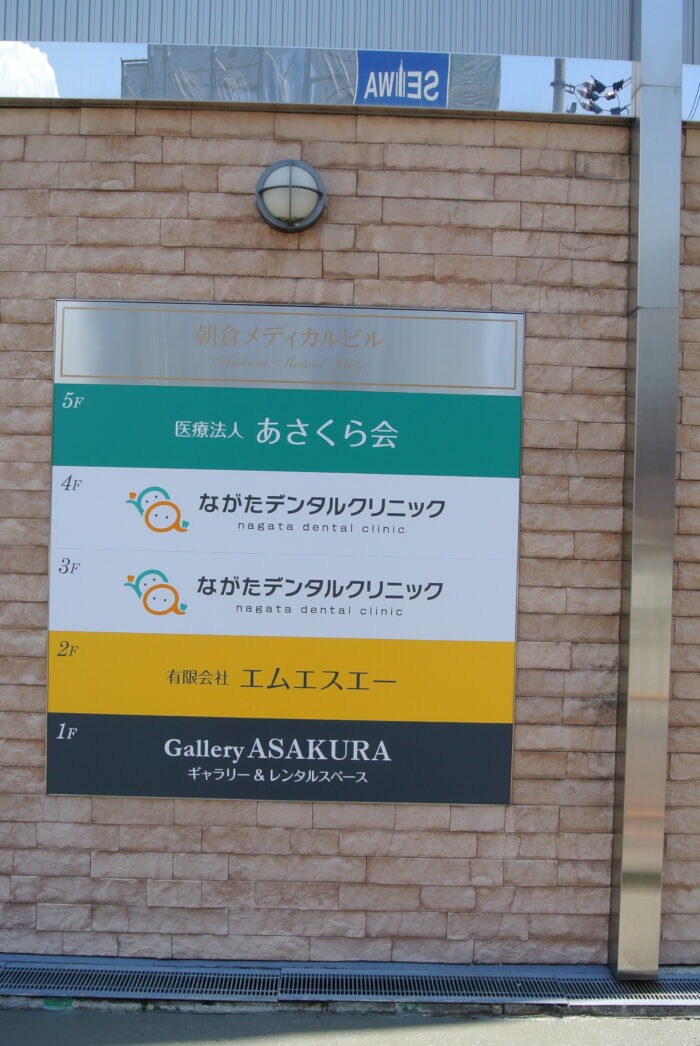 SEIWA
朝倉メディカルビル
Asakura Medical Bldg.
5F
医療法人 あさくら会
4F
ながたデンタルクリニック
nagata dental clinic
3F
ながたデンタルクリニック
nagata dental clinic
2F
有限会社 エムエスエー
1F
Gallery ASAKURA
ギャラリー & レンタルスペース